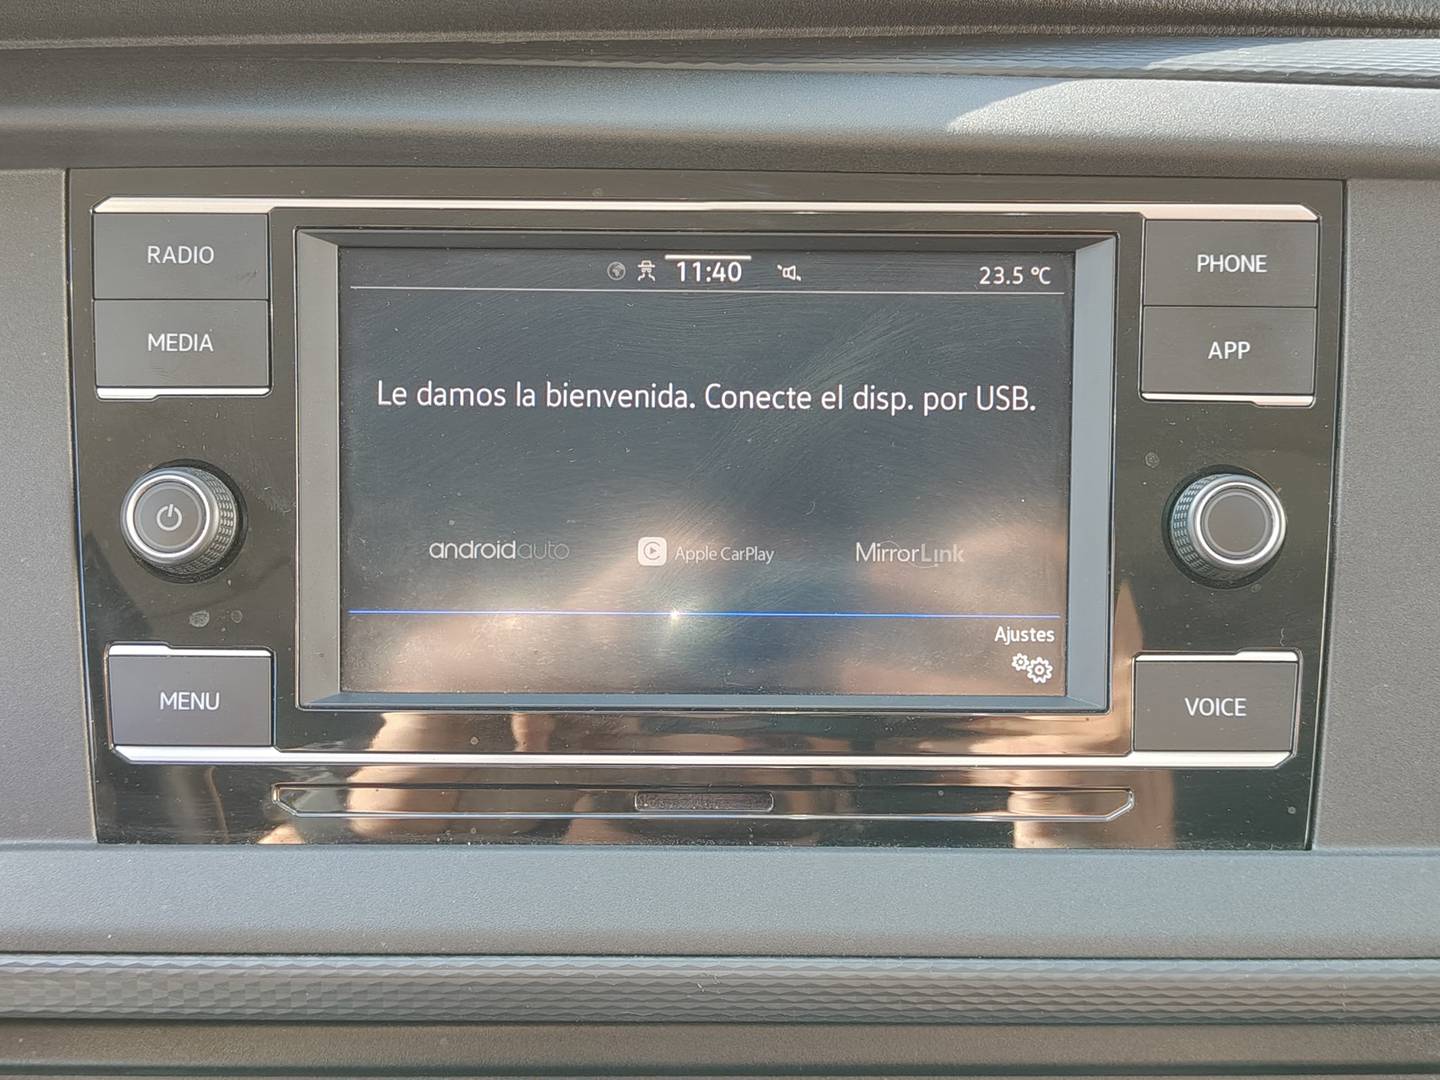 RADIO
MEDIA
MENU
11:40
23.5 °C
Le damos la bienvenida. Conecte el disp. por USB.
androidauto
Apple CarPlay
MirrorLink
Ajustes
PHONE
APP
VOICE